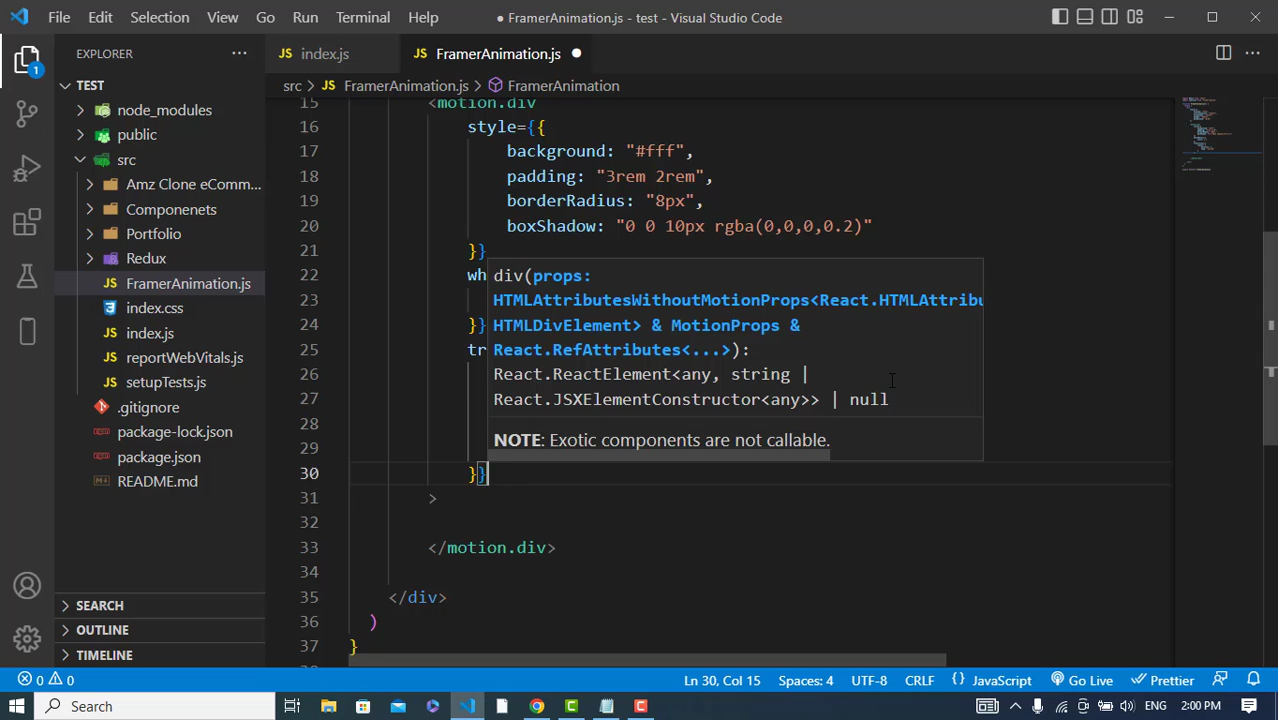 File Edit Selection View Go Run Terminal Help
● FramerAnimation.js - test - Visual Studio Code
EXPLORER
TEST
node_modules
public
src
Amz Clone eComm...
Componenets
Portfolio
Redux
JS FramerAnimation.js
index.css
JS index.js
JS reportWebVitals.js
JS setupTests.js
.gitignore
package-lock.json
package.json
README.md
SEARCH
OUTLINE
TIMELINE
1
JS index.js
JS FramerAnimation.js ●
src > JS FramerAnimation.js > FramerAnimation
15 <motion.div
16 style={{
17 background: "#fff",
18 padding: "3rem 2rem",
19 borderRadius: "8px",
20 boxShadow: "0 0 10px rgba(0,0,0,0.2)"
21 }}
22 wh
23
24 }}
25 tr
26
27
28
29
30 }}
31 >
32
33 </motion.div>
34
35 </div>
36 )
37 }
div(props:
HTMLAttributesWithoutMotionProps<React.HTMLAttribu
HTMLDivElement> & MotionProps &
React.RefAttributes<...>):
React.ReactElement<any, string |
React.JSXElementConstructor<any>> | null
NOTE: Exotic components are not callable.
0 0 Ln 30, Col 15 Spaces: 4 UTF-8 CRLF {} JavaScript Go Live Prettier
Search ENG 2:00 PM